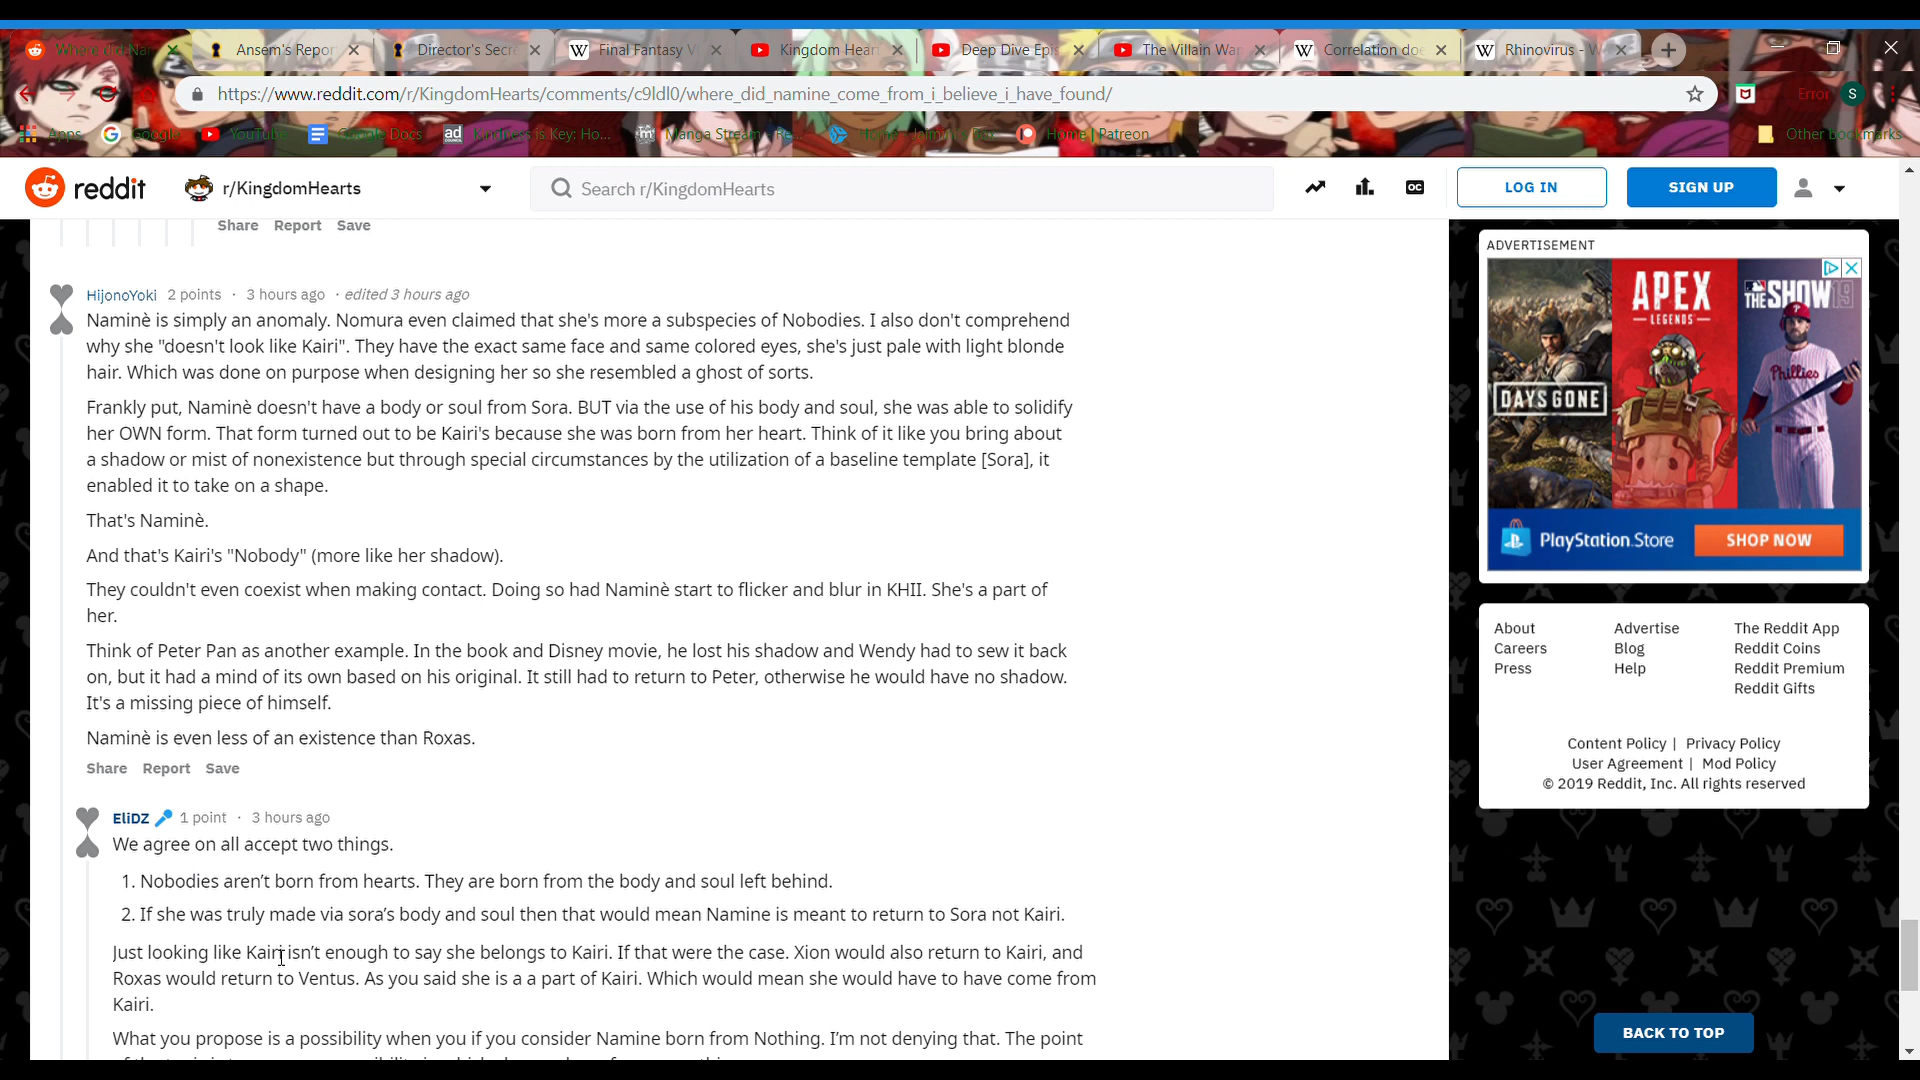 Where did Na
Ansem's Repor
Director's Secre
Final Fantasy V
Kingdom Hear
Deep Dive Epis
The Villain Wa
Correlation doe
Rhinovirus - W
https://www.reddit.com/r/KingdomHearts/comments/c9ldl0/where_did_namine_come_from_i_believe_i_have_found/
Error
S
Apps
Google
YouTube
Google Docs
Kindness is Key: Ho...
Manga Stream - Re...
Home | Patreon
Other bookmarks
reddit
r/KingdomHearts
Search r/KingdomHearts
OC
LOG IN
SIGN UP
Share Report Save
HijonoYoki 2 points · 3 hours ago · edited 3 hours ago
Naminè is simply an anomaly. Nomura even claimed that she's more a subspecies of Nobodies. I also don't comprehend
why she "doesn't look like Kairi". They have the exact same face and same colored eyes, she's just pale with light blonde
hair. Which was done on purpose when designing her so she resembled a ghost of sorts.
Frankly put, Naminè doesn't have a body or soul from Sora. BUT via the use of his body and soul, she was able to solidify
her OWN form. That form turned out to be Kairi's because she was born from her heart. Think of it like you bring about
a shadow or mist of nonexistence but through special circumstances by the utilization of a baseline template [Sora], it
enabled it to take on a shape.
That's Naminè.
And that's Kairi's "Nobody" (more like her shadow).
They couldn't even coexist when making contact. Doing so had Naminè start to flicker and blur in KHII. She's a part of
her.
Think of Peter Pan as another example. In the book and Disney movie, he lost his shadow and Wendy had to sew it back
on, but it had a mind of its own based on his original. It still had to return to Peter, otherwise he would have no shadow.
It's a missing piece of himself.
Naminè is even less of an existence than Roxas.
Share Report Save
EliDZ 1 point · 3 hours ago
We agree on all accept two things.
1. Nobodies aren't born from hearts. They are born from the body and soul left behind.
2. If she was truly made via sora's body and soul then that would mean Namine is meant to return to Sora not Kairi.
Just looking like Kairi isn't enough to say she belongs to Kairi. If that were the case. Xion would also return to Kairi, and
Roxas would return to Ventus. As you said she is a a part of Kairi. Which would mean she would have to have come from
Kairi.
What you propose is a possibility when you if you consider Namine born from Nothing. I'm not denying that. The point
ADVERTISEMENT
DAYS GONE
APEX
LEGENDS
THE SHOW 19
Phillies
PlayStation.Store
SHOP NOW
About Advertise The Reddit App
Careers Blog Reddit Coins
Press Help Reddit Premium
Reddit Gifts
Content Policy | Privacy Policy
User Agreement | Mod Policy
© 2019 Reddit, Inc. All rights reserved
BACK TO TOP